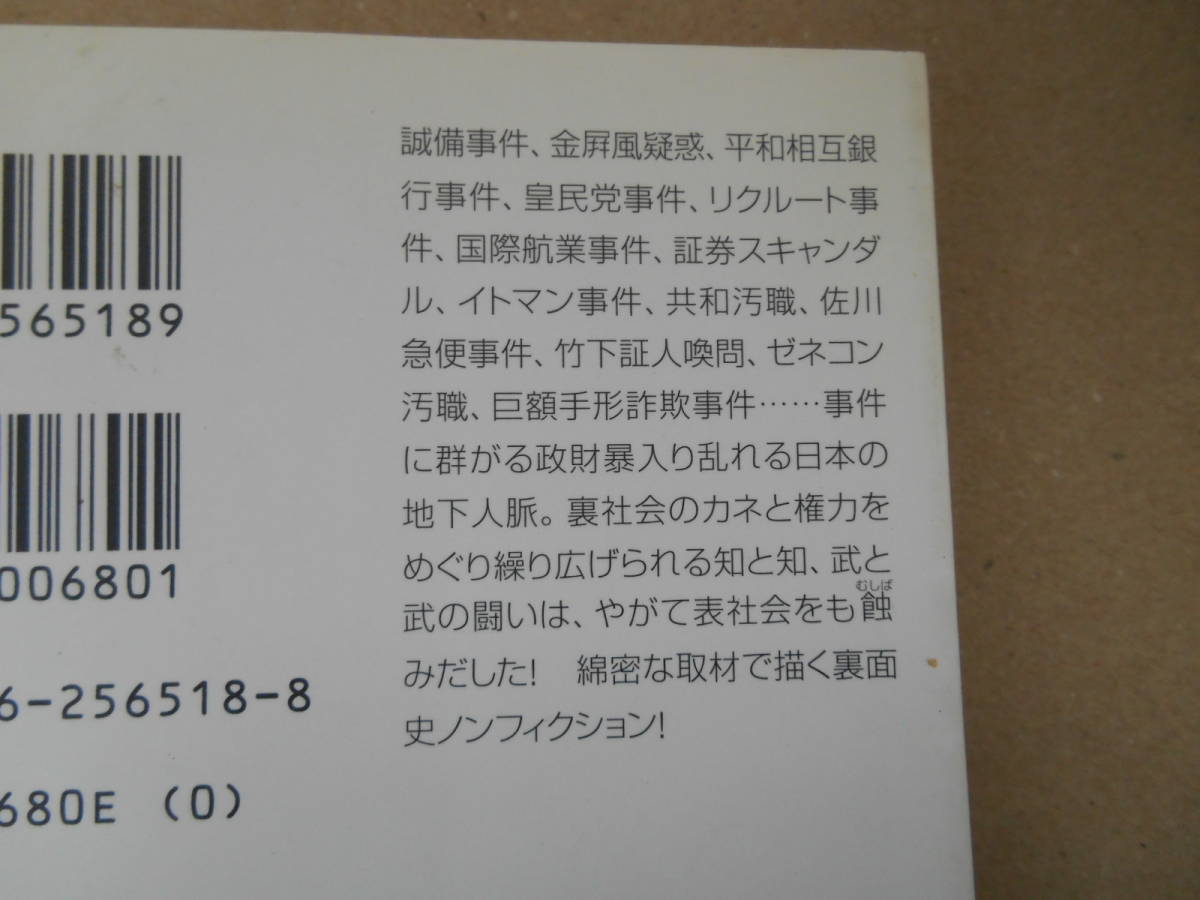 誠備事件、金屛風疑惑、平和相互銀
行事件、皇民党事件、リクルート事
件、国際航業事件、証券スキャンダ
ル、イトマン事件、共和汚職、佐川
急便事件、竹下証人喚問、ゼネコン
汚職、巨額手形詐欺事件……事件
に群がる政財暴入り乱れる日本の
地下人脈。裏社会のカネと権力を
めぐり繰り広げられる知と知、武と
むしば
武の闘いは、やがて表社会をも蝕
みだした!　綿密な取材で描く裏面
史ノンフィクション!
565189
006801
6-256518-8
680E (0)